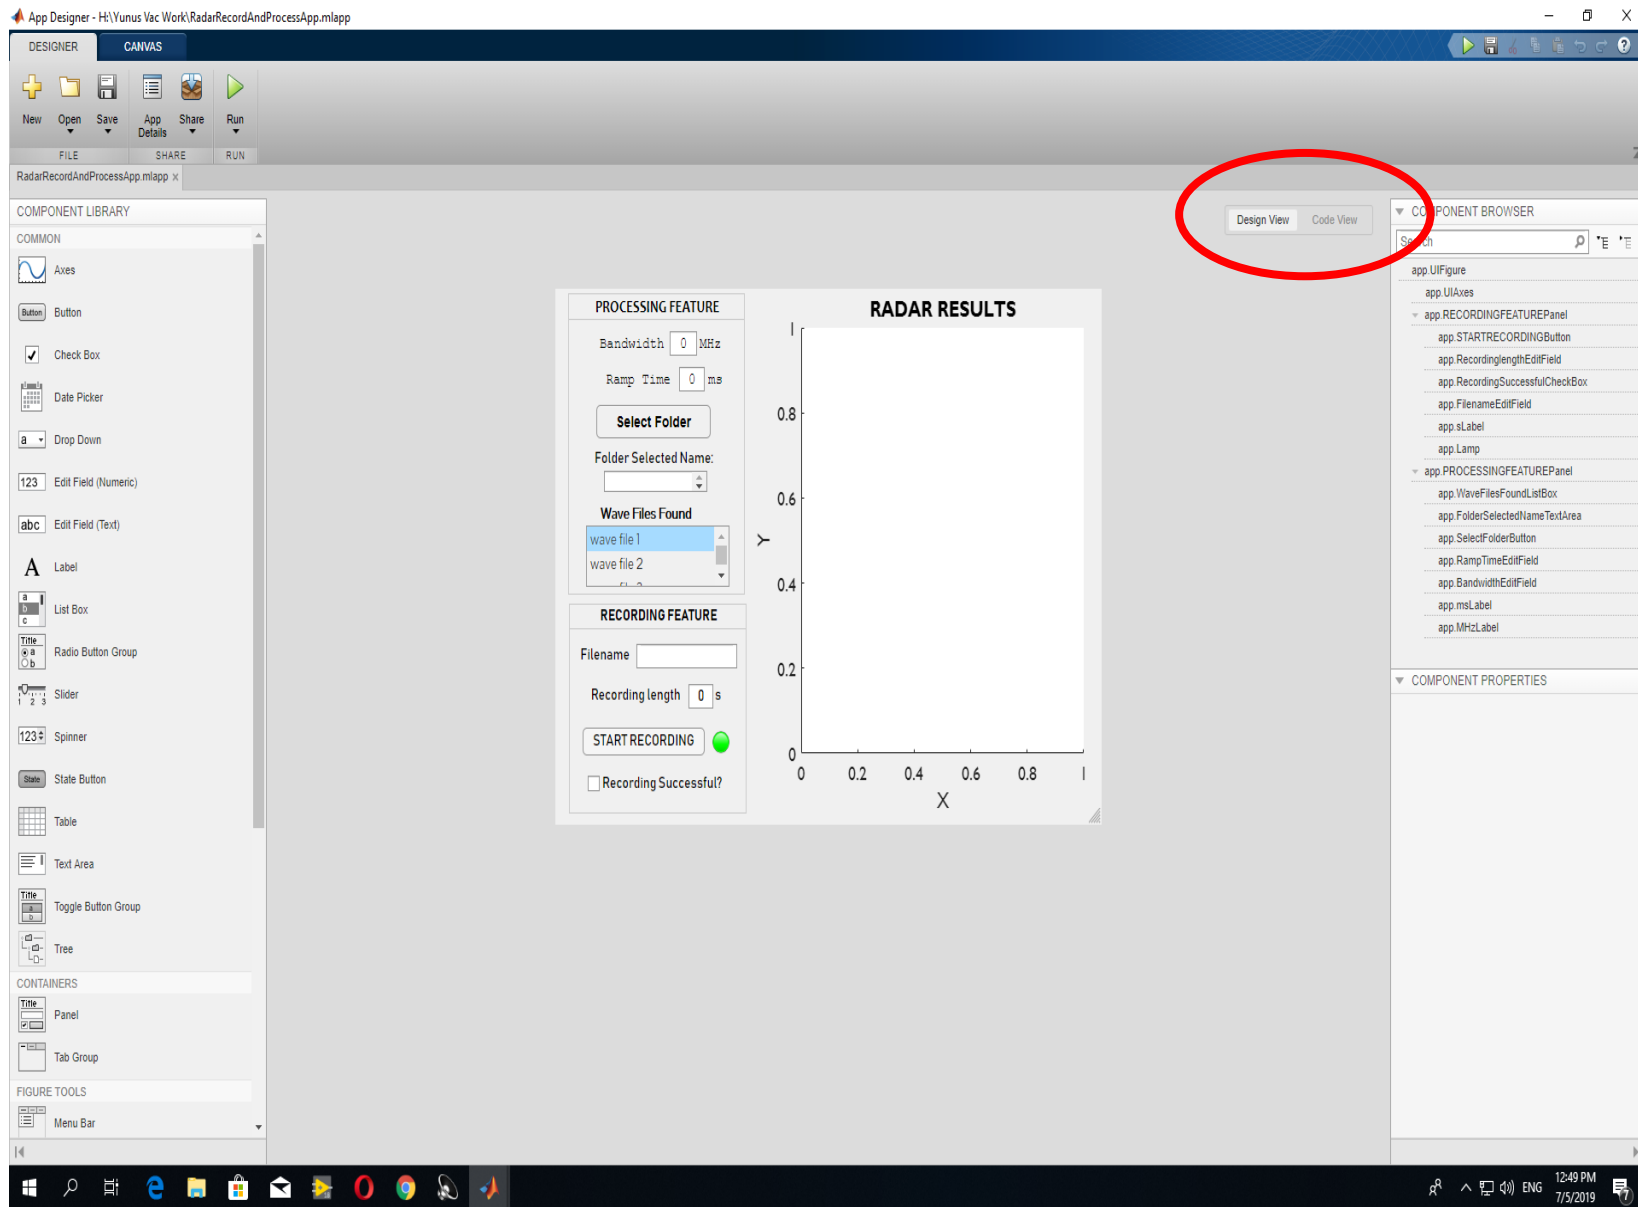 App Designer - H:\Yunus Vac Work\RadarRecordAndProcessApp.mlapp
DESIGNER CANVAS
New Open Save App Details Share Run
FILE SHARE RUN
RadarRecordAndProcessApp.mlapp x
COMPONENT LIBRARY
COMMON
Axes
Button Button
Check Box
Date Picker
a Drop Down
123 Edit Field (Numeric)
abc Edit Field (Text)
A Label
a b c List Box
Title a b Radio Button Group
1 2 3 Slider
123 Spinner
State State Button
Table
Text Area
Title a b Toggle Button Group
Tree
CONTAINERS
Title Panel
Tab Group
FIGURE TOOLS
Menu Bar
Design View Code View
PROCESSING FEATURE
Bandwidth 0 MHz
Ramp Time 0 ms
Select Folder
Folder Selected Name:
Wave Files Found
wave file 1
wave file 2
RECORDING FEATURE
Filename
Recording length 0 s
START RECORDING
Recording Successful?
RADAR RESULTS
1
0.8
0.6
Y
0.4
0.2
0
0 0.2 0.4 0.6 0.8 1
X
COMPONENT BROWSER
Search
app.UIFigure
app.UIAxes
app.RECORDINGFEATUREPanel
app.STARTRECORDINGButton
app.RecordinglengthEditField
app.RecordingSuccessfulCheckBox
app.FilenameEditField
app.sLabel
app.Lamp
app.PROCESSINGFEATUREPanel
app.WaveFilesFoundListBox
app.FolderSelectedNameTextArea
app.SelectFolderButton
app.RampTimeEditField
app.BandwidthEditField
app.msLabel
app.MHzLabel
COMPONENT PROPERTIES
ENG
12:49 PM
7/5/2019
7